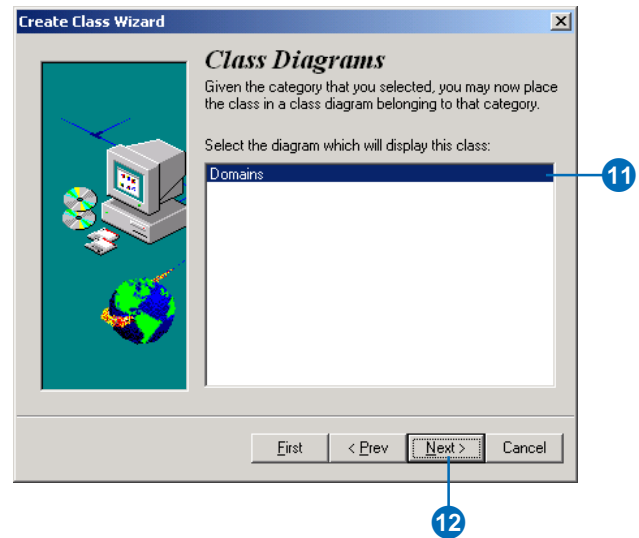 Create Class Wizard
Class Diagrams
Given the category that you selected, you may now place
the class in a class diagram belonging to that category.
Select the diagram which will display this class:
Domains
11
First
< Prev
Next >
Cancel
12